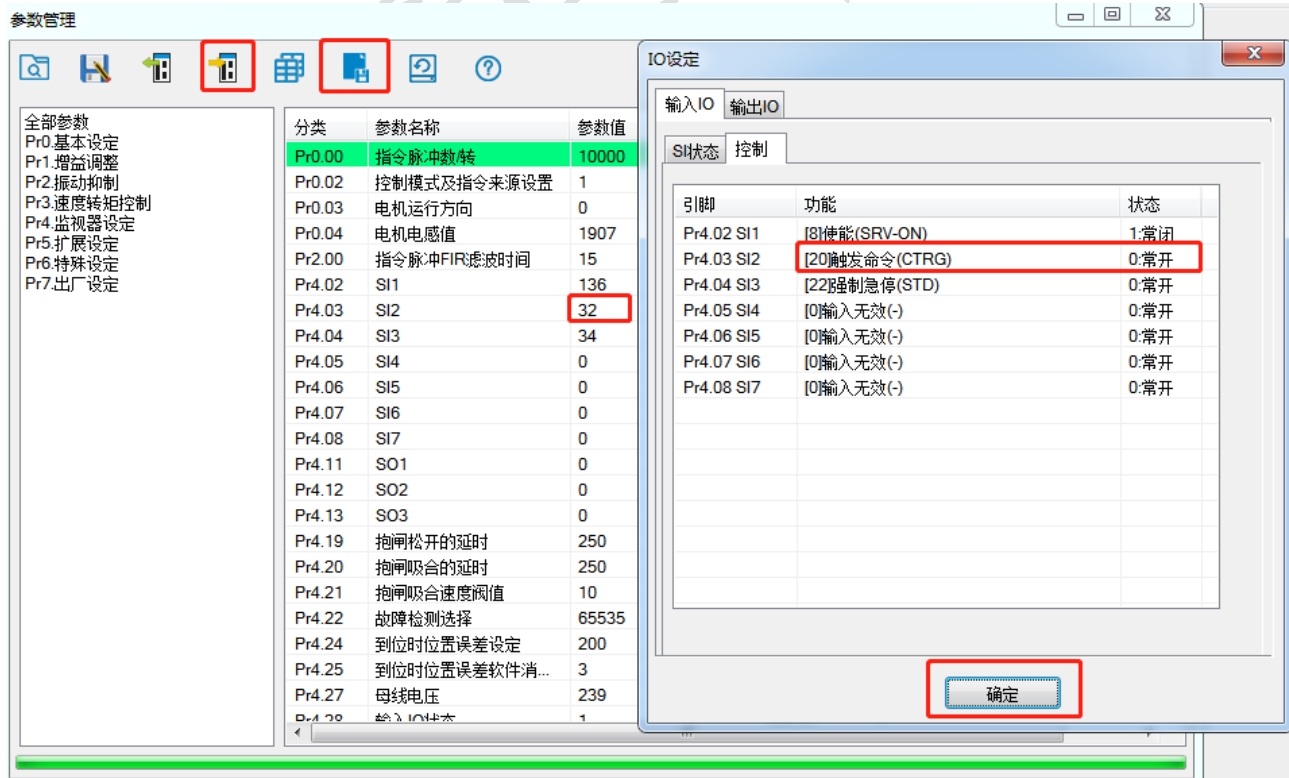 参数管理
全部参数
Pr0.基本设定
Pr1.增益调整
Pr2.振动抑制
Pr3.速度转矩控制
Pr4.监视器设定
Pr5.扩展设定
Pr6.特殊设定
Pr7.出厂设定
分类 参数名称 参数值
Pr0.00 指令脉冲数/转 10000
Pr0.02 控制模式及指令来源设置 1
Pr0.03 电机运行方向 0
Pr0.04 电机电感值 1907
Pr2.00 指令脉冲FIR滤波时间 15
Pr4.02 SI1 136
Pr4.03 SI2 32
Pr4.04 SI3 34
Pr4.05 SI4 0
Pr4.06 SI5 0
Pr4.07 SI6 0
Pr4.08 SI7 0
Pr4.11 SO1 0
Pr4.12 SO2 0
Pr4.13 SO3 0
Pr4.19 抱闸松开的延时 250
Pr4.20 抱闸吸合的延时 250
Pr4.21 抱闸吸合速度阀值 10
Pr4.22 故障检测选择 65535
Pr4.24 到位时位置误差设定 200
Pr4.25 到位时位置误差软件消... 3
Pr4.27 母线电压 239
Pr4.28 输入IO状态 1
IO设定
输入IO 输出IO
SI状态 控制
引脚 功能 状态
Pr4.02 SI1 [8]使能(SRV-ON) 1:常闭
Pr4.03 SI2 [20]触发命令(CTRG) 0:常开
Pr4.04 SI3 [22]强制急停(STD) 0:常开
Pr4.05 SI4 [0]输入无效(-) 0:常开
Pr4.06 SI5 [0]输入无效(-) 0:常开
Pr4.07 SI6 [0]输入无效(-) 0:常开
Pr4.08 SI7 [0]输入无效(-) 0:常开
确定